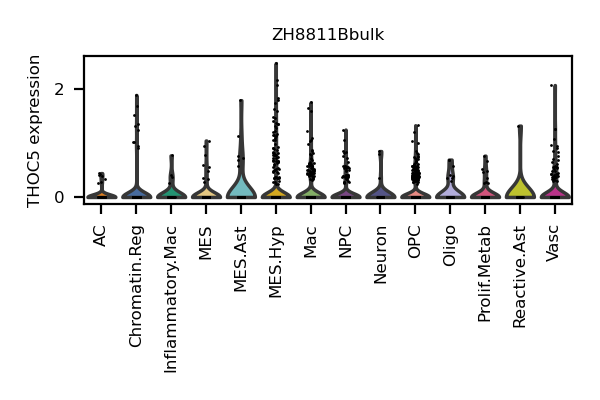 ZH8811Bbulk
THOC5 expression
2
0
AC
Chromatin.Reg
Inflammatory.Mac
MES
MES.Ast
MES.Hyp
Mac
NPC
Neuron
OPC
Oligo
Prolif.Metab
Reactive.Ast
Vasc